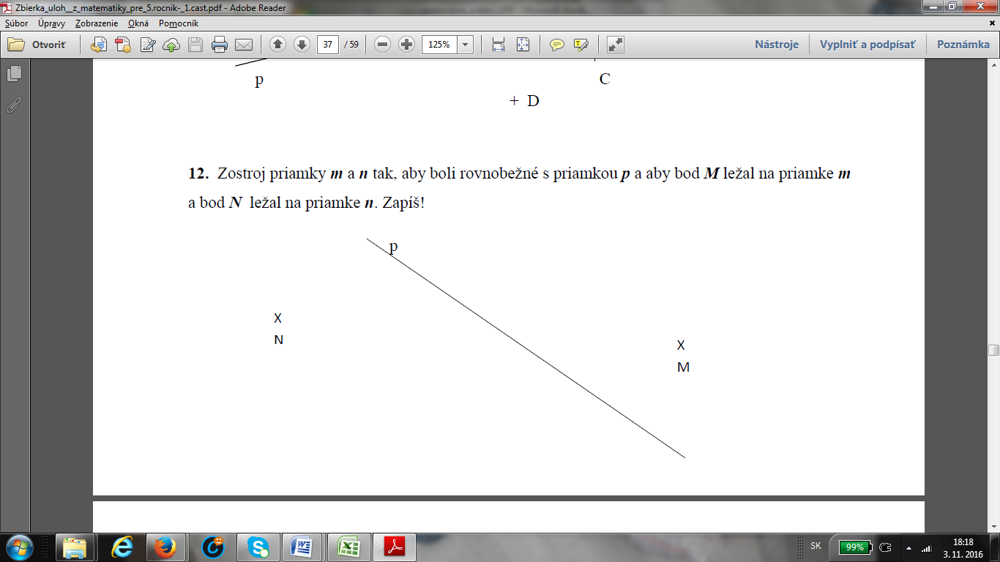 Zbierka_uloh__z_matematiky_pre_5.rocnik-_1.cast.pdf - Adobe Reader
Súbor Úpravy Zobrazenie Okná Pomocník
Otvoriť 37 / 59 125% Nástroje Vyplniť a podpísať Poznámka
p C
+ D
12. Zostroj priamky m a n tak, aby boli rovnobežné s priamkou p a aby bod M ležal na priamke m
a bod N ležal na priamke n. Zapíš!
p
X
N
X
M
SK 99% 18:18
3. 11. 2016